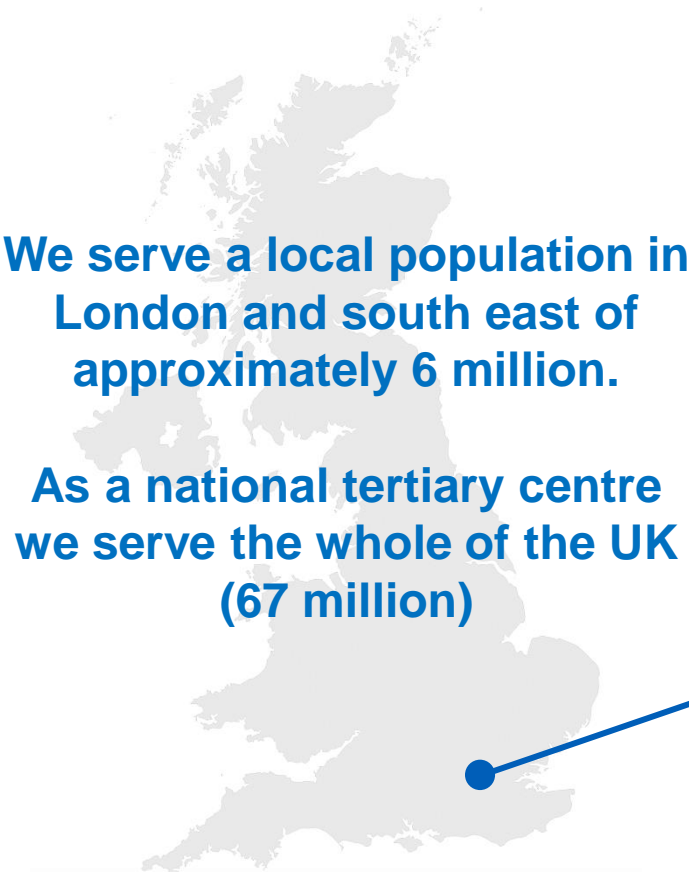 We serve a local population in
London and south east of
approximately 6 million.
As a national tertiary centre
we serve the whole of the UK
(67 million)